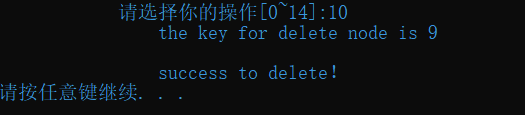 请选择你的操作[0~14]:10
the key for delete node is 9
success to delete!
请按任意键继续. . .